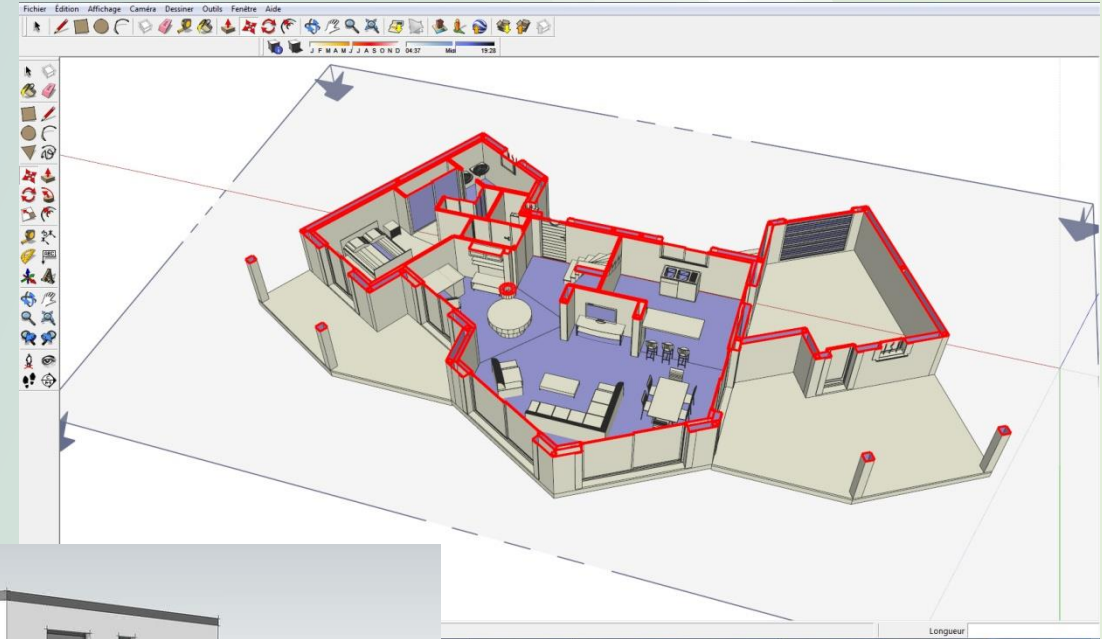 Fichier Édition Affichage Caméra Dessiner Outils Fenêtre Aide
J F M A M J J A S O N D 04:37 Midi 19:28
Longueur